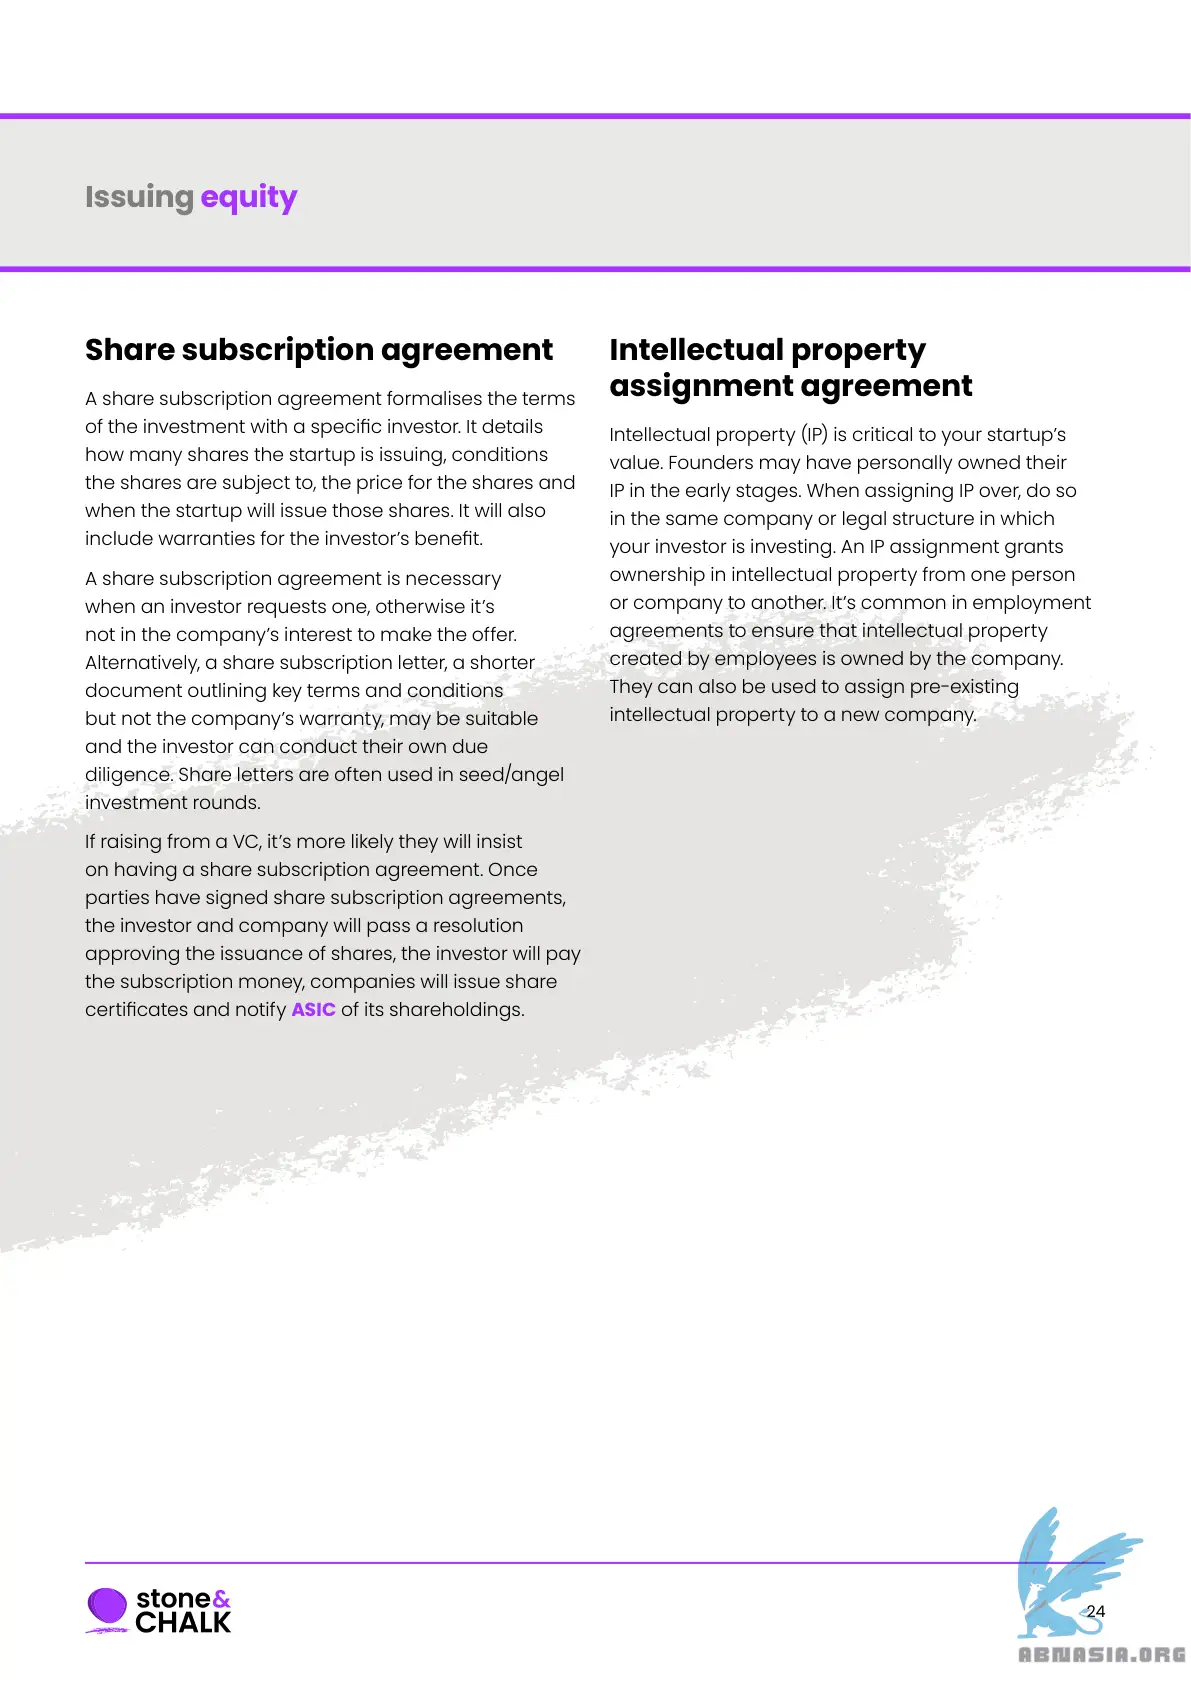 Issuing equity
Share subscription agreement
A share subscription agreement formalises the terms
of the investment with a specific investor. It details
how many shares the startup is issuing, conditions
the shares are subject to, the price for the shares and
when the startup will issue those shares. It will also
include warranties for the investor’s benefit.
A share subscription agreement is necessary
when an investor requests one, otherwise it’s
not in the company’s interest to make the offer.
Alternatively, a share subscription letter, a shorter
document outlining key terms and conditions
but not the company’s warranty, may be suitable
and the investor can conduct their own due
diligence. Share letters are often used in seed/angel
investment rounds.
If raising from a VC, it’s more likely they will insist
on having a share subscription agreement. Once
parties have signed share subscription agreements,
the investor and company will pass a resolution
approving the issuance of shares, the investor will pay
the subscription money, companies will issue share
certificates and notify ASIC of its shareholdings.
Intellectual property
assignment agreement
Intellectual property (IP) is critical to your startup’s
value. Founders may have personally owned their
IP in the early stages. When assigning IP over, do so
in the same company or legal structure in which
your investor is investing. An IP assignment grants
ownership in intellectual property from one person
or company to another. It’s common in employment
agreements to ensure that intellectual property
created by employees is owned by the company.
They can also be used to assign pre-existing
intellectual property to a new company.
stone&
CHALK
24
ABNASIA.ORG